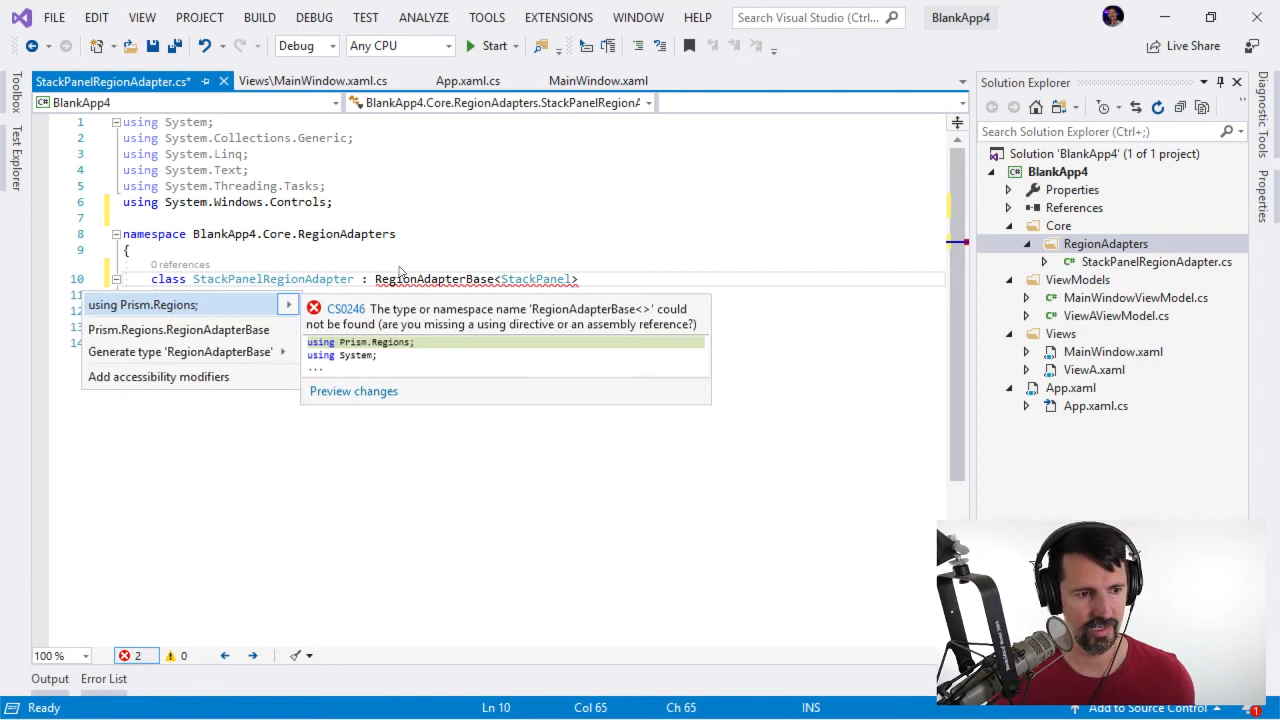 FILE EDIT VIEW PROJECT BUILD DEBUG TEST ANALYZE TOOLS EXTENSIONS WINDOW HELP Search Visual Studio (Ctrl+;) BlankApp4
Debug Any CPU Start Live Share
StackPanelRegionAdapter.cs* Views\MainWindow.xaml.cs App.xaml.cs MainWindow.xaml
BlankApp4 BlankApp4.Core.RegionAdapters.StackPanelRegionA
Toolbox
Test Explorer
1 using System;
2 using System.Collections.Generic;
3 using System.Linq;
4 using System.Text;
5 using System.Threading.Tasks;
6 using System.Windows.Controls;
7
8 namespace BlankApp4.Core.RegionAdapters
9 {
0 references
10 class StackPanelRegionAdapter : RegionAdapterBase<StackPanel>
using Prism.Regions;
Prism.Regions.RegionAdapterBase
Generate type 'RegionAdapterBase'
Add accessibility modifiers
CS0246 The type or namespace name 'RegionAdapterBase<>' could
not be found (are you missing a using directive or an assembly reference?)
using Prism.Regions;
using System;
...
Preview changes
Solution Explorer
Search Solution Explorer (Ctrl+;)
Solution 'BlankApp4' (1 of 1 project)
BlankApp4
Properties
References
Core
RegionAdapters
StackPanelRegionAdapter.cs
ViewModels
MainWindowViewModel.cs
ViewAViewModel.cs
Views
MainWindow.xaml
ViewA.xaml
App.xaml
App.xaml.cs
Diagnostic Tools
Properties
100 % 2 0
Output Error List
Ready Ln 10 Col 65 Ch 65 INS Add to Source Control 1